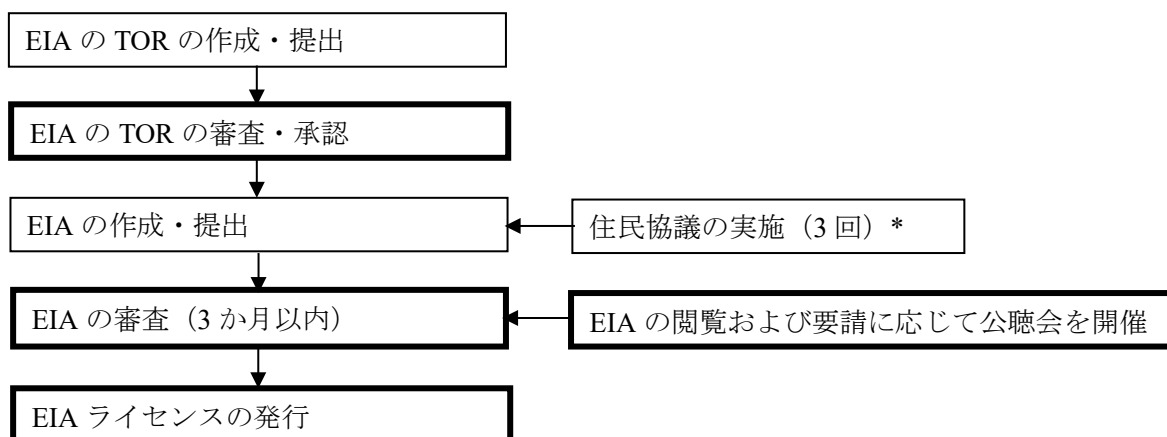 EIA の TOR の作成・提出
EIA の TOR の審査・承認
EIA の作成・提出
住民協議の実施（3 回）*
EIA の審査（3 か月以内）
EIA の閲覧および要請に応じて公聴会を開催
EIA ライセンスの発行